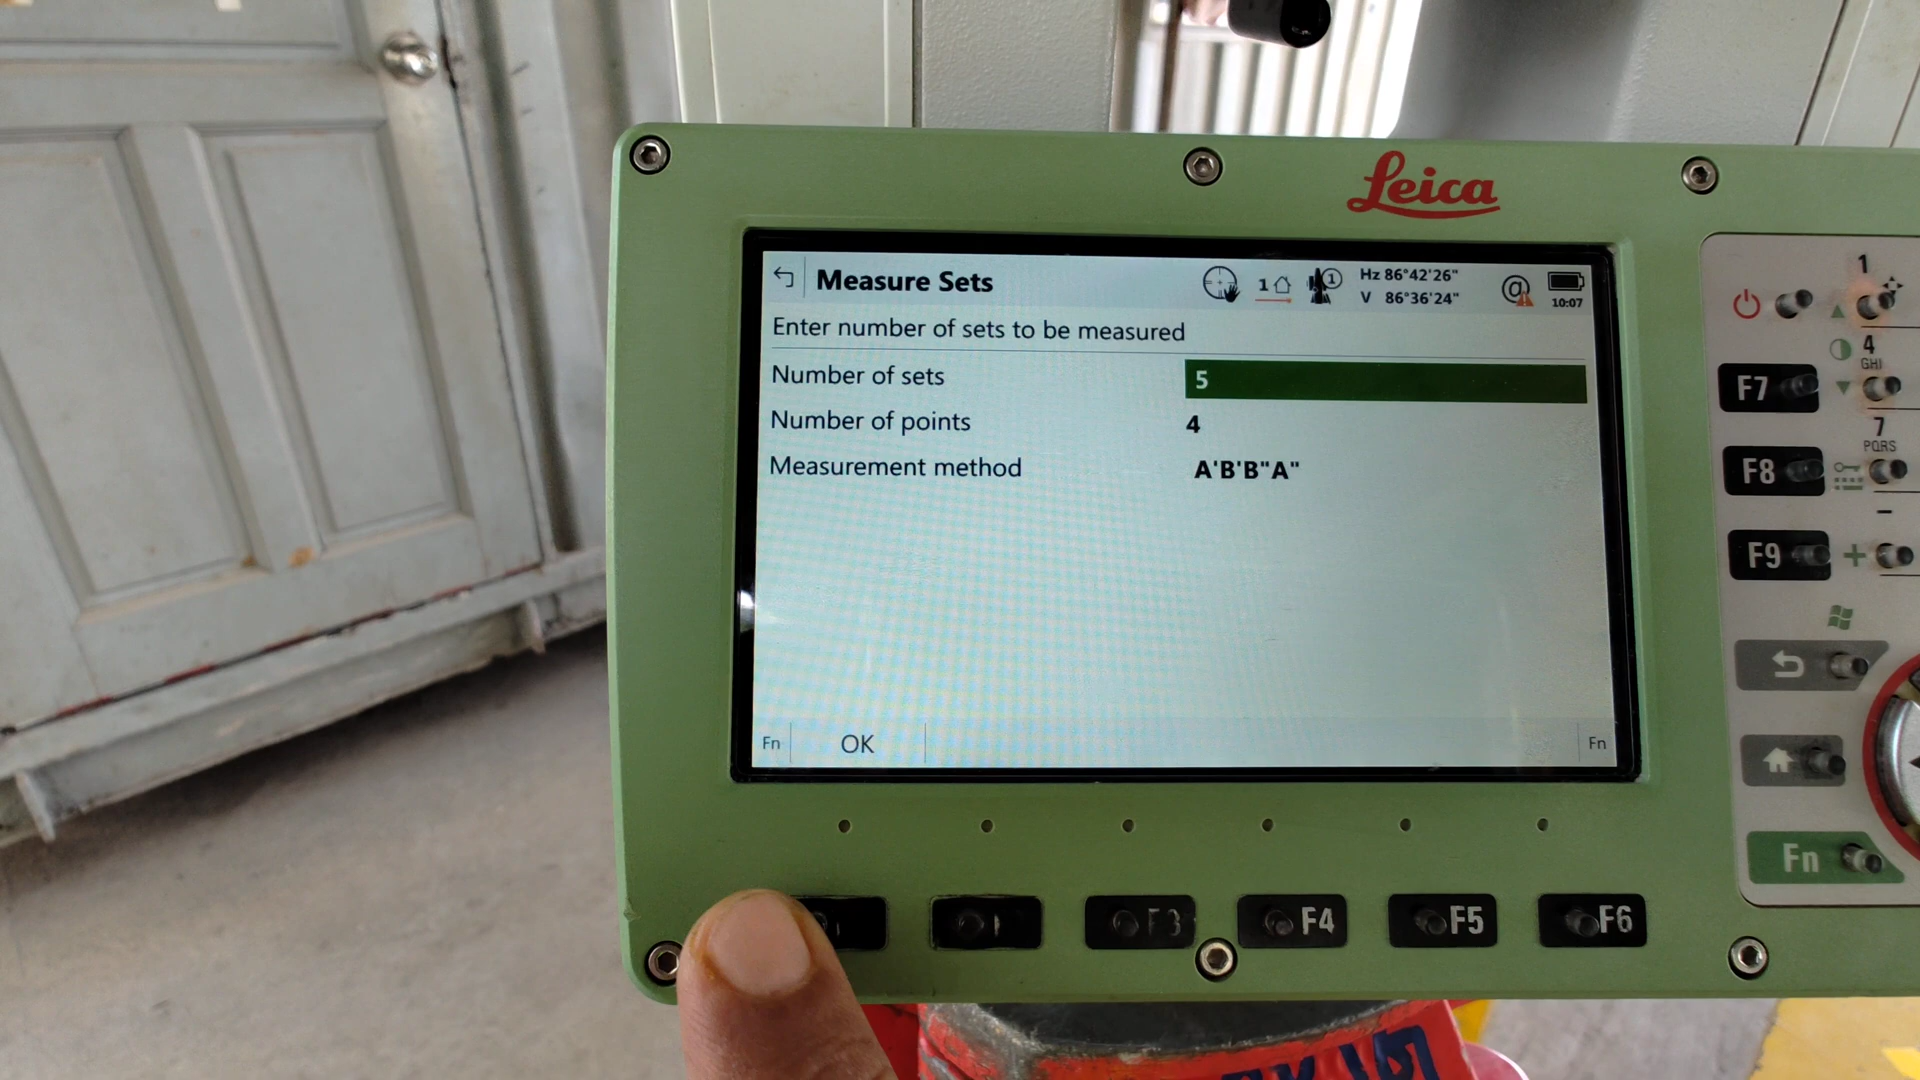 Leica
Measure Sets
1
1
Hz 86°42'26"
V 86°36'24"
@
10:07
Enter number of sets to be measured
Number of sets 5
Number of points 4
Measurement method A'B'B"A"
Fn OK Fn
1
F7
4
GHI
F8
7
PQRS
-
F9 +
Fn
F3 F4 F5 F6